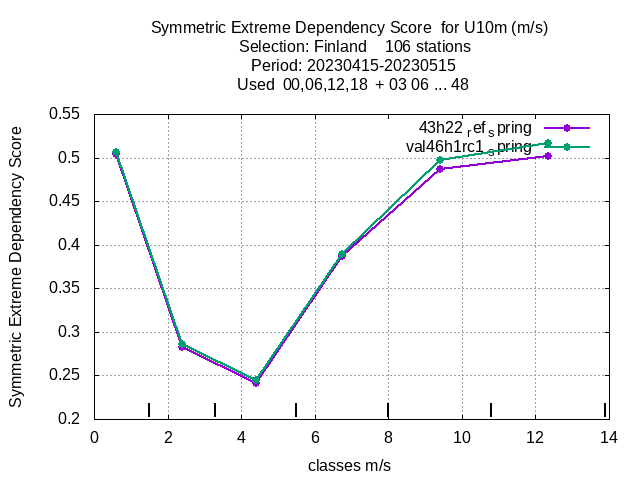 Symmetric Extreme Dependency Score for U10m (m/s)
Selection: Finland 106 stations
Period: 20230415-20230515
Used 00,06,12,18 + 03 06 ... 48
43h22_ref_spring
val46h1rc1_spring
Symmetric Extreme Dependency Score
0.55
0.5
0.45
0.4
0.35
0.3
0.25
0.2
0 2 4 6 8 10 12 14
classes m/s